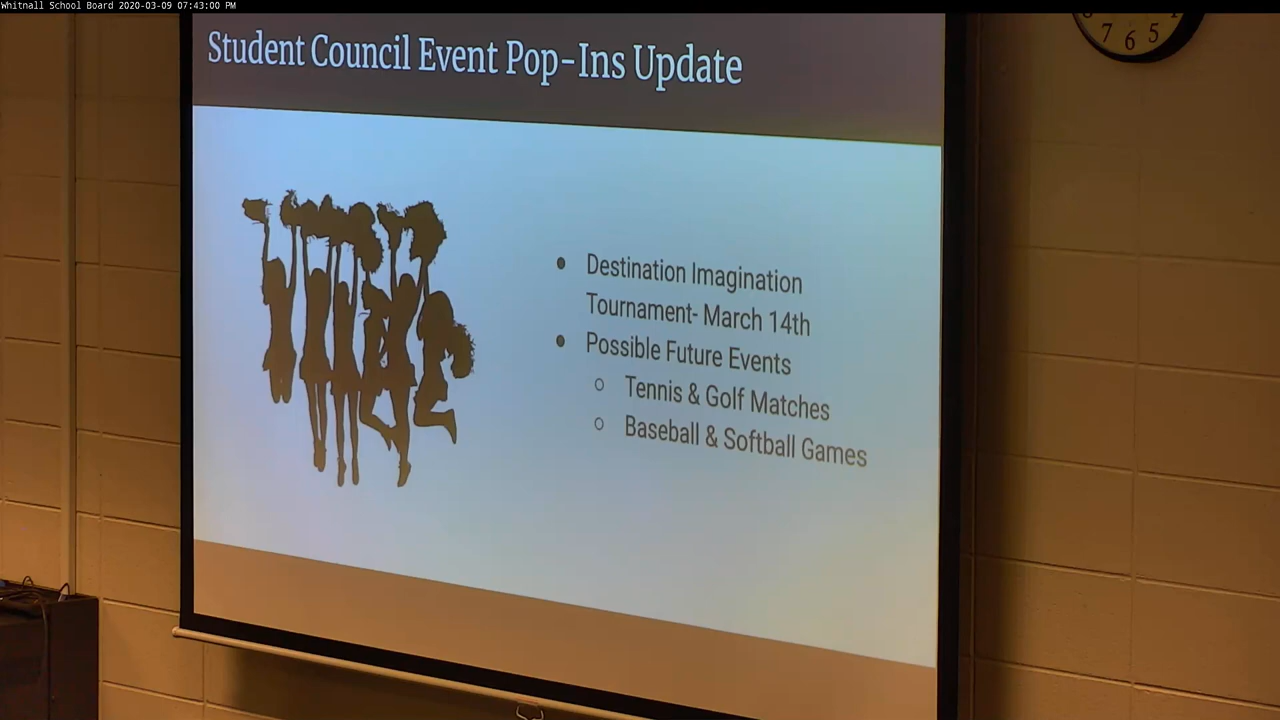 Whitnall School Board 2020-03-09 07:43:00 PM
Student Council Event Pop-Ins Update
• Destination Imagination
Tournament- March 14th
• Possible Future Events
○ Tennis & Golf Matches
○ Baseball & Softball Games
7 6 5